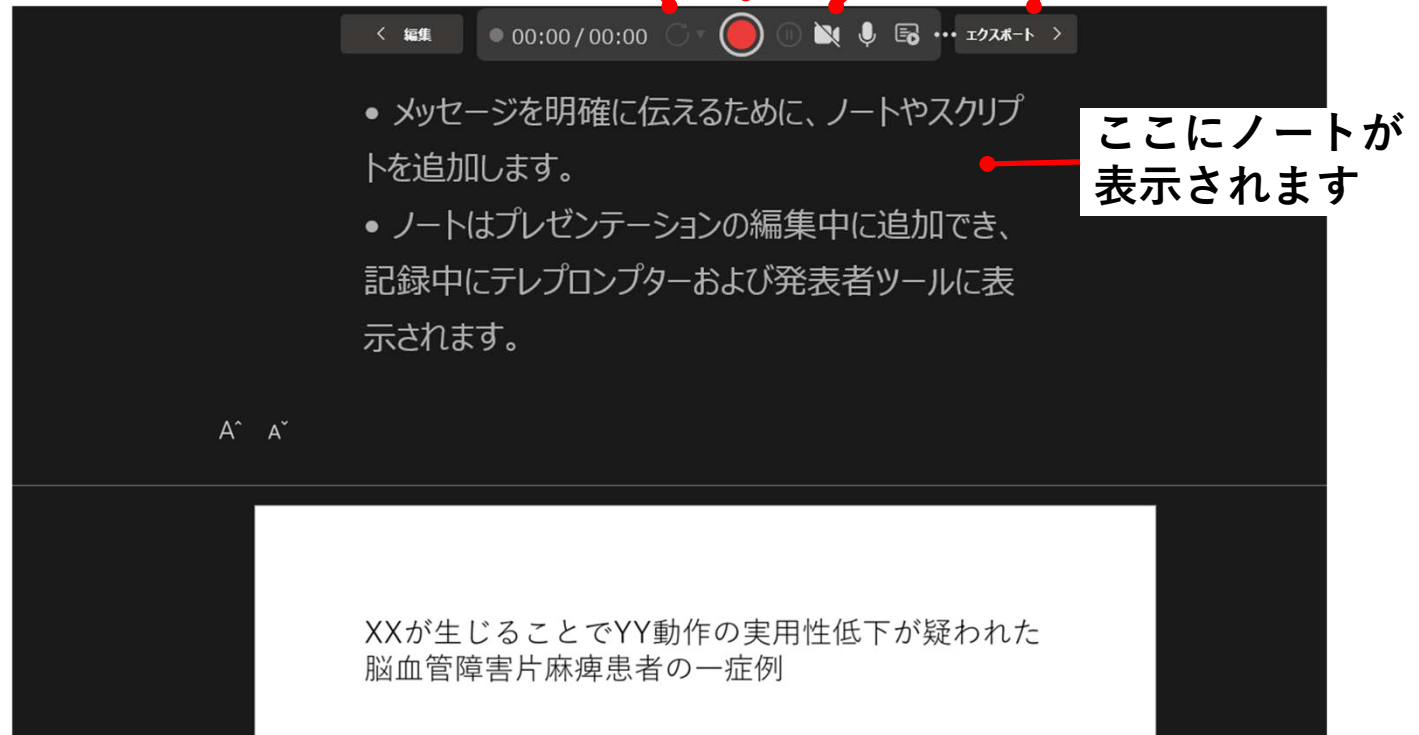 編集
00:00/00:00
エクスポート
• メッセージを明確に伝えるために、ノートやスクリプ
トを追加します。
• ノートはプレゼンテーションの編集中に追加でき、
記録中にテレプロンプターおよび発表者ツールに表
示されます。
ここにノートが
表示されます
A^ Aˇ
XXが生じることでYY動作の実用性低下が疑われた
脳血管障害片麻痺患者の一症例